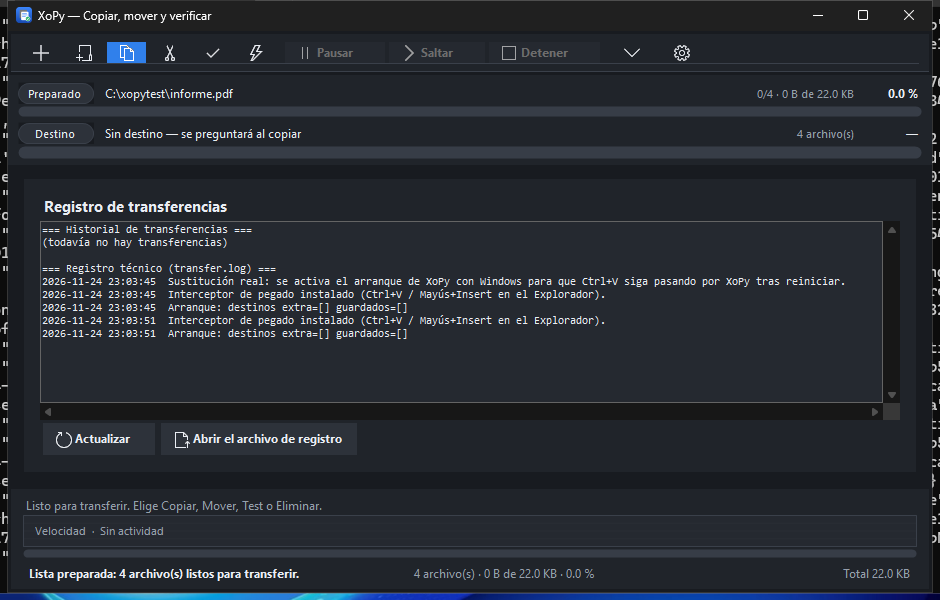 XoPy — Copiar, mover y verificar
Pausar
Saltar
Detener
Preparado C:\xopytest\informe.pdf 0/4 · 0 B de 22.0 KB 0.0 %
Destino Sin destino — se preguntará al copiar 4 archivo(s) —
Registro de transferencias
=== Historial de transferencias ===
(todavía no hay transferencias)
=== Registro técnico (transfer.log) ===
2026-11-24 23:03:45 Sustitución real: se activa el arranque de XoPy con Windows para que Ctrl+V siga pasando por XoPy tras reiniciar.
2026-11-24 23:03:45 Interceptor de pegado instalado (Ctrl+V / Mayús+Insert en el Explorador).
2026-11-24 23:03:45 Arranque: destinos extra=[] guardados=[]
2026-11-24 23:03:51 Interceptor de pegado instalado (Ctrl+V / Mayús+Insert en el Explorador).
2026-11-24 23:03:51 Arranque: destinos extra=[] guardados=[]
Actualizar
Abrir el archivo de registro
Listo para transferir. Elige Copiar, Mover, Test o Eliminar.
Velocidad · Sin actividad
Lista preparada: 4 archivo(s) listos para transferir. 4 archivo(s) · 0 B de 22.0 KB · 0.0 % Total 22.0 KB